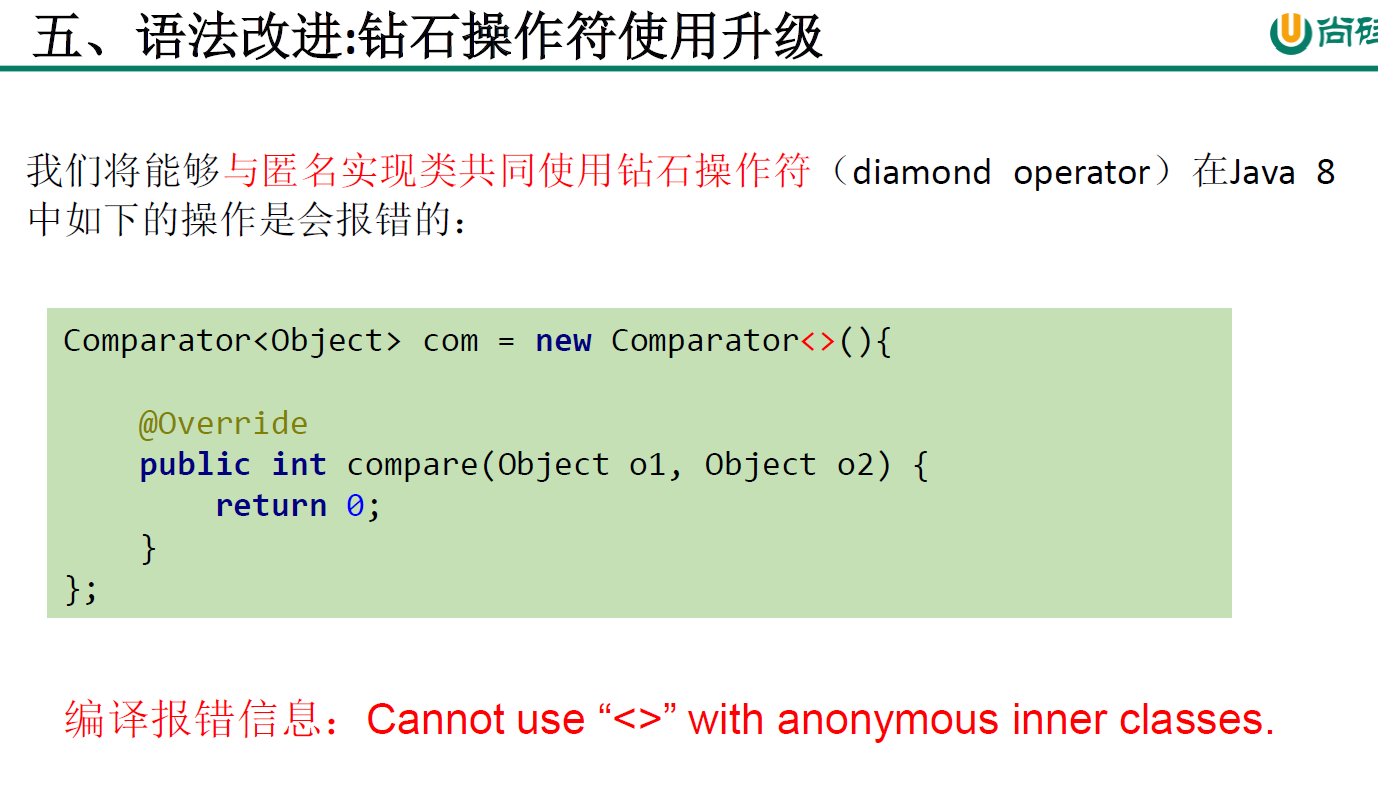 五、语法改进:钻石操作符使用升级
尚
我们将能够与匿名实现类共同使用钻石操作符（diamond operator）在Java 8
中如下的操作是会报错的：
Comparator<Object> com = new Comparator<>(){
@Override
public int compare(Object o1, Object o2) {
return 0;
}
};
编译报错信息：Cannot use “<>” with anonymous inner classes.